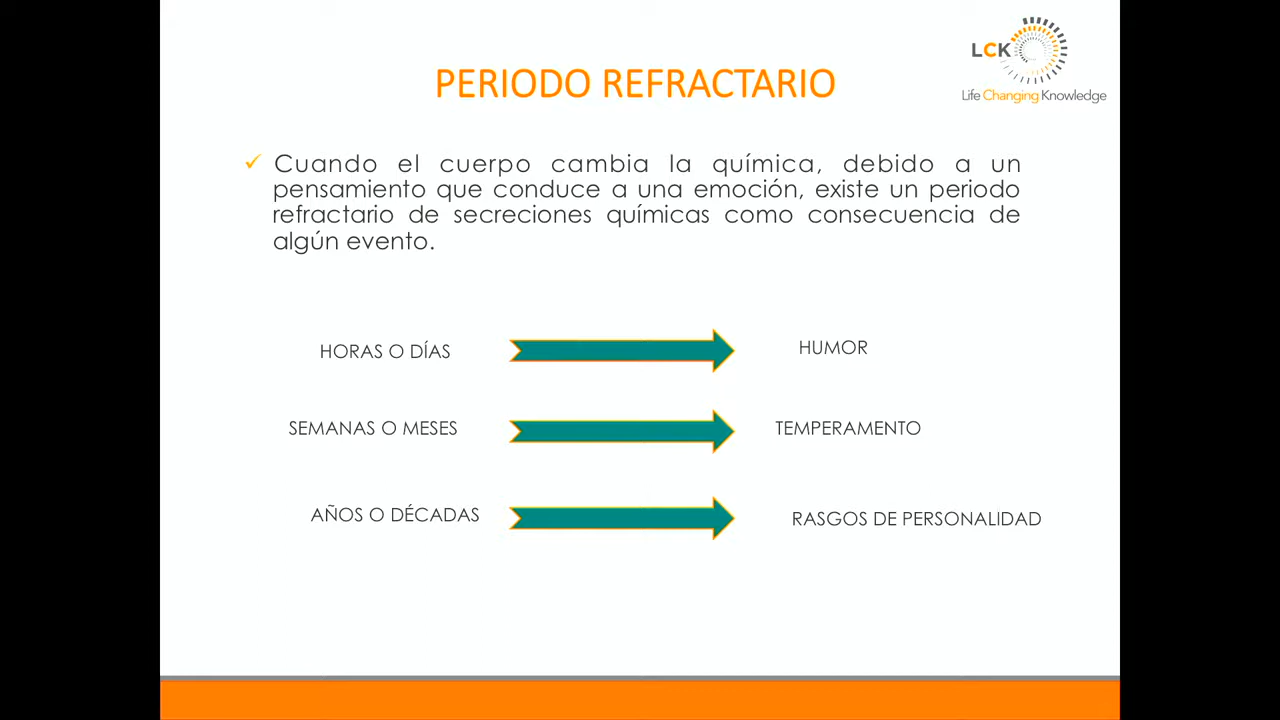 LCK
Life Changing Knowledge
PERIODO REFRACTARIO
Cuando el cuerpo cambia la química, debido a un
pensamiento que conduce a una emoción, existe un periodo
refractario de secreciones químicas como consecuencia de
algún evento.
HORAS O DÍAS HUMOR
SEMANAS O MESES TEMPERAMENTO
AÑOS O DÉCADAS RASGOS DE PERSONALIDAD